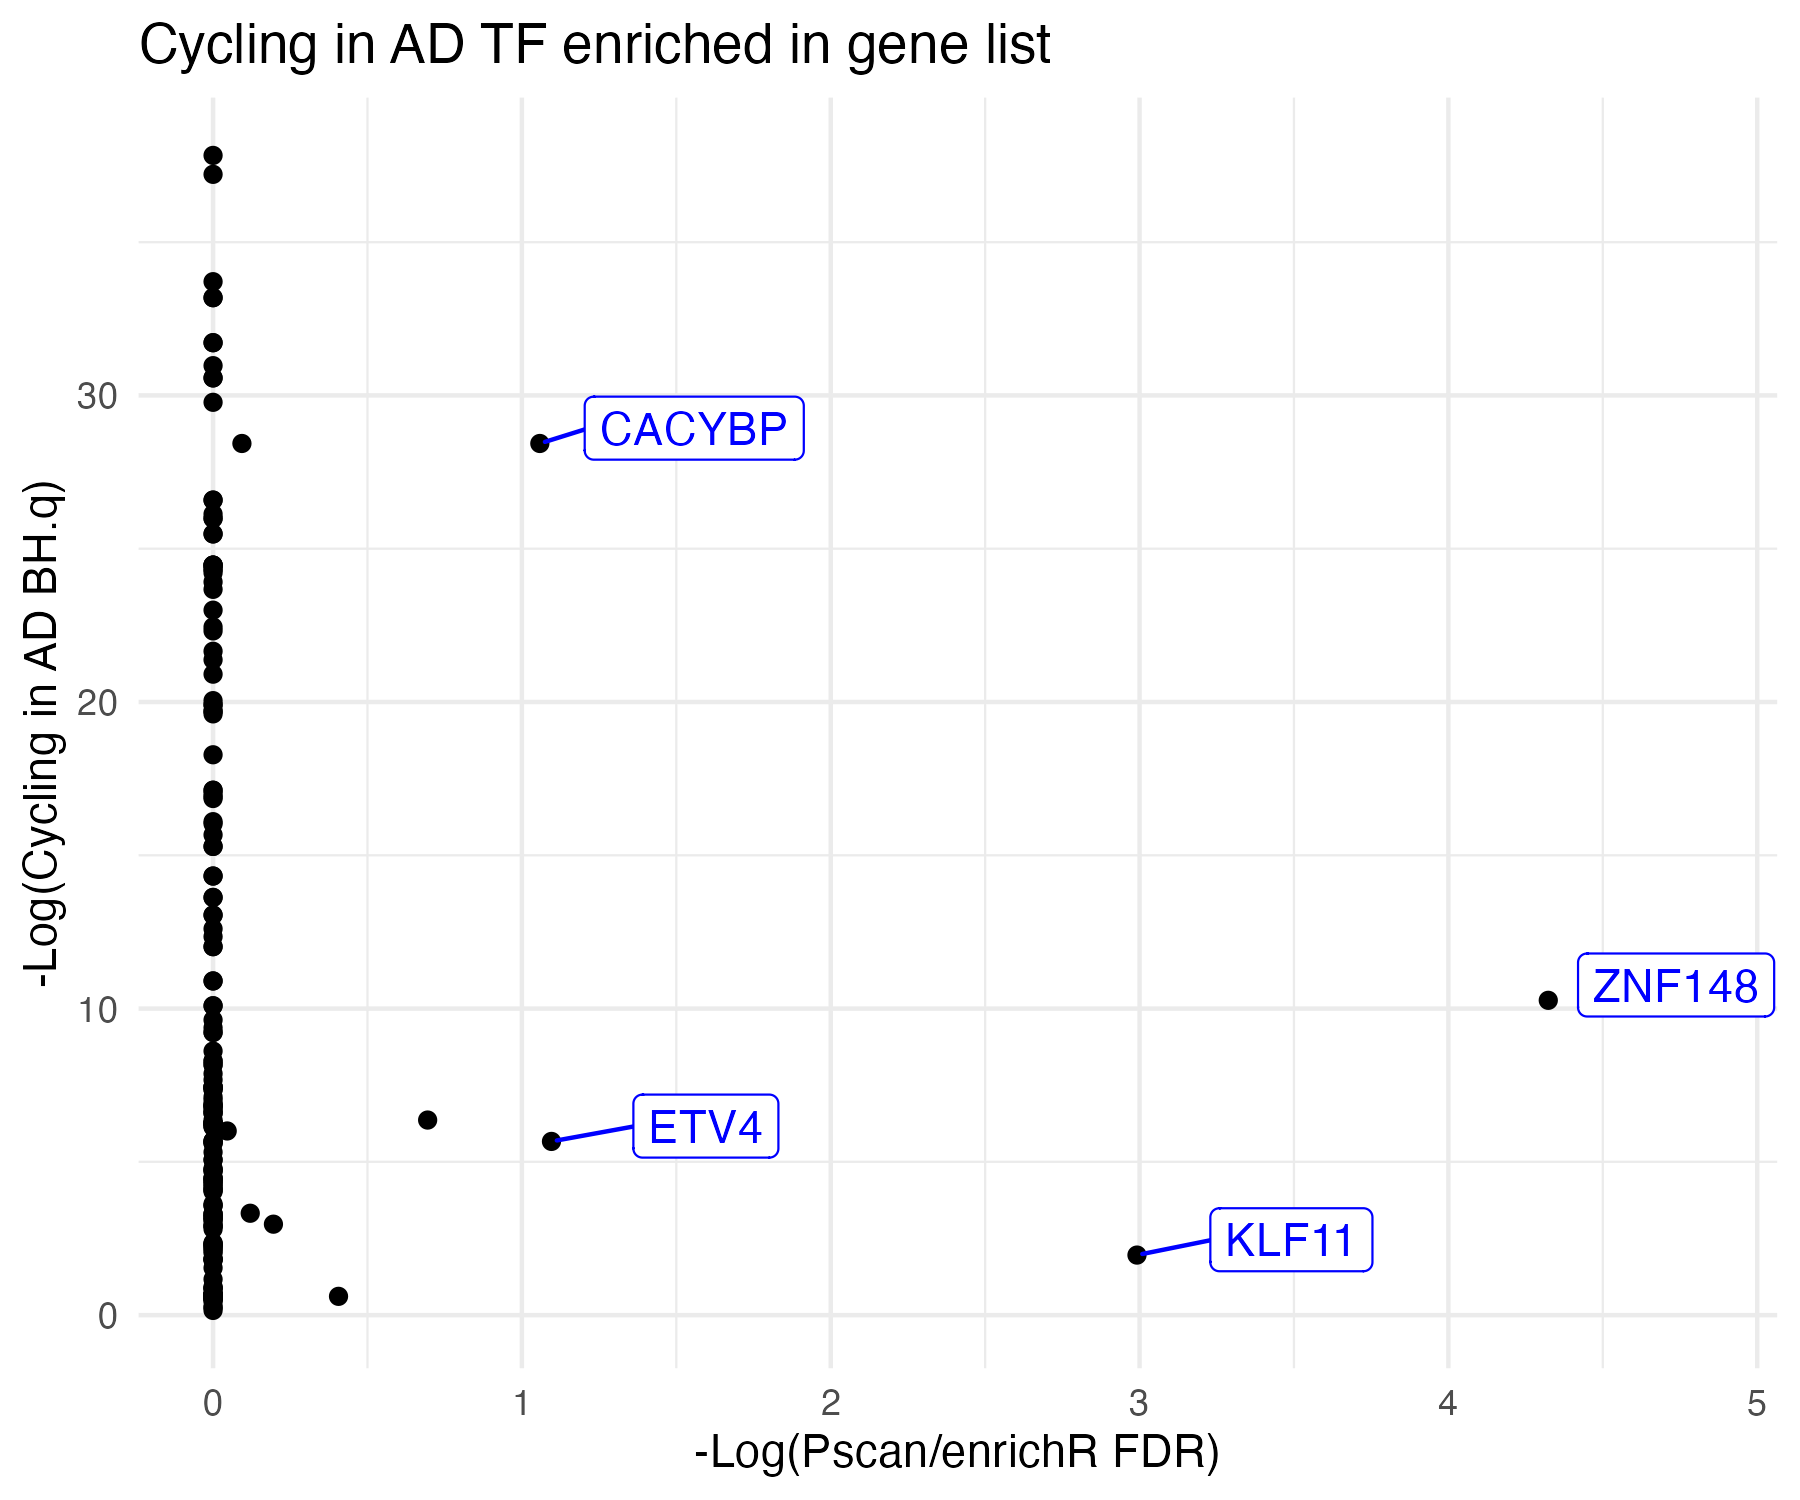 Cycling in AD TF enriched in gene list
-Log(Cycling in AD BH.q)
30
20
10
0
CACYBP
ZNF148
ETV4
KLF11
0 1 2 3 4 5
-Log(Pscan/enrichR FDR)